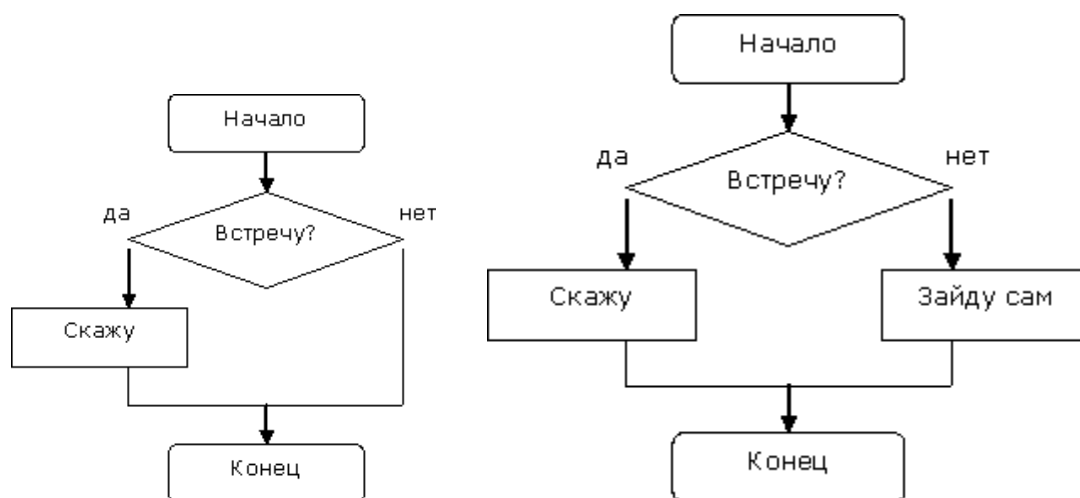 Начало
да
нет
Встречу?
Скажу
Конец
Начало
да
нет
Встречу?
Скажу
Зайду сам
Конец